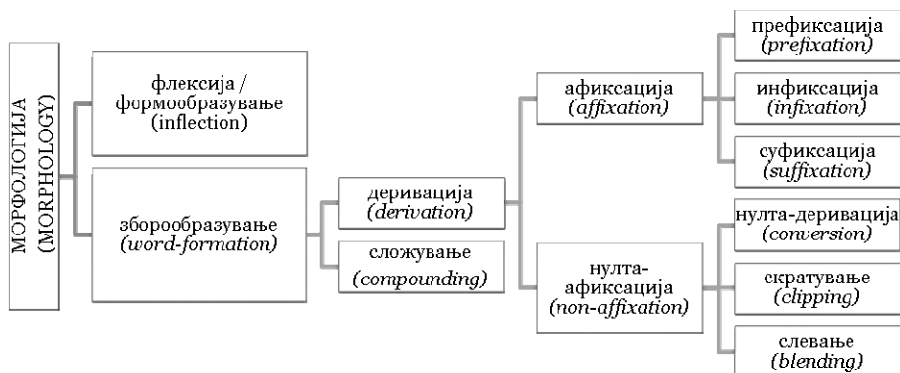 МОРФОЛОГИЈА
(MORPHOLOGY)
флексија /
формообразување
(inflection)
зборообразување
(word-formation)
деривација
(derivation)
сложување
(compounding)
афиксација
(affixation)
нулта-
афиксација
(non-affixation)
префиксација
(prefixation)
инфиксација
(infixation)
суфиксација
(suffixation)
нулта-деривација
(conversion)
скратување
(clipping)
слевање
(blending)